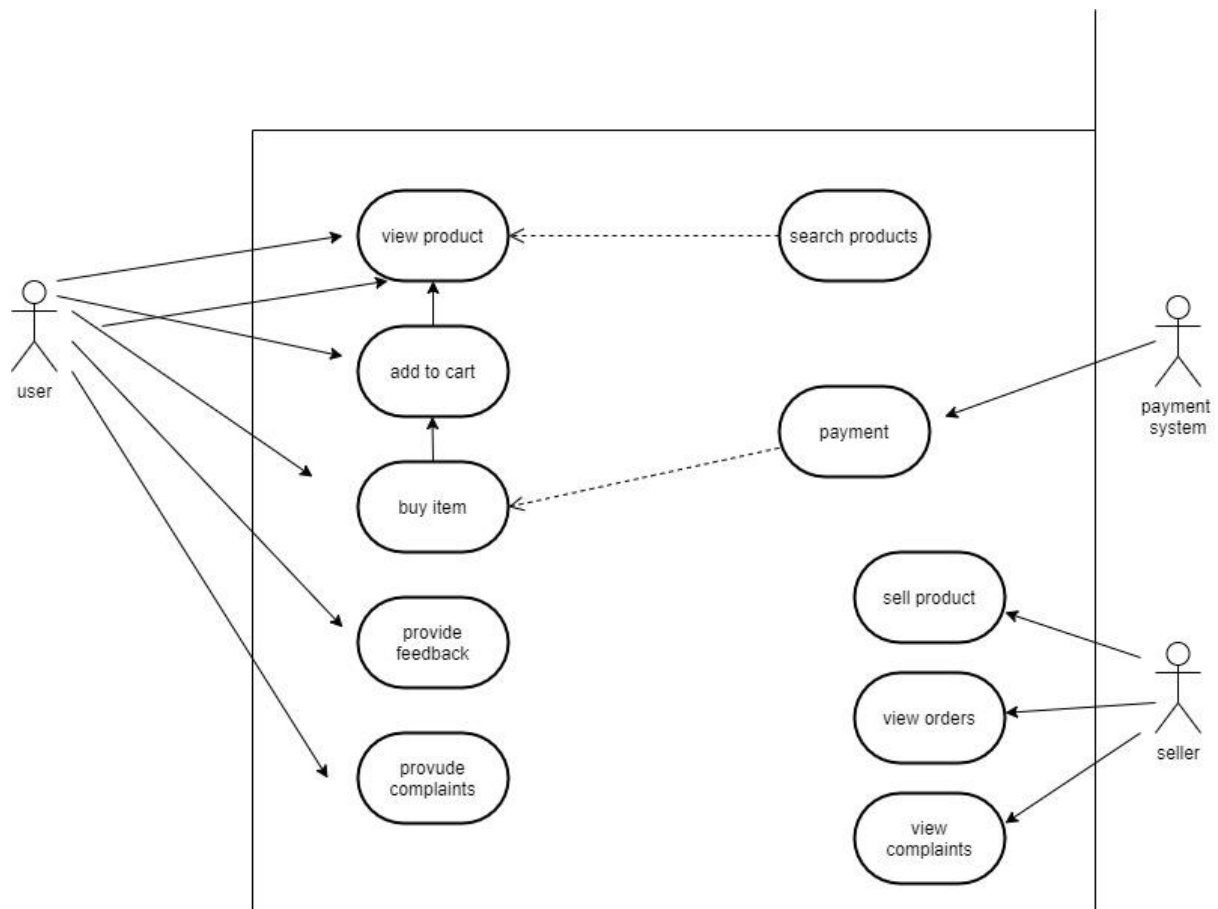 view product
search products
user
add to cart
payment
payment
system
buy item
sell product
provide
feedback
view orders
seller
provude
complaints
view
complaints